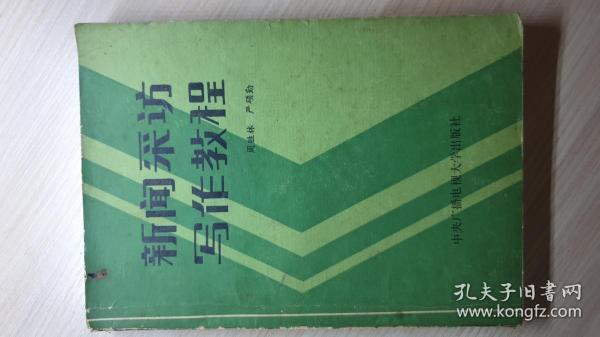 新闻采访
写作教程
周胜林 严硕勤
中央广播电视大学出版社
孔夫子旧书网
www.kongfz.com